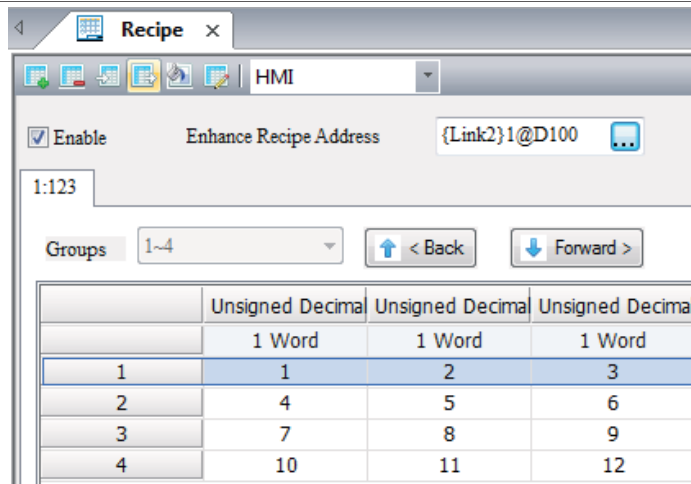 Recipe
HMI
Enable Enhance Recipe Address {Link2}1@D100 ...
1:123
Groups 1~4 < Back Forward >
Unsigned Decimal Unsigned Decimal Unsigned Decima
1 Word 1 Word 1 Word
1 1 2 3
2 4 5 6
3 7 8 9
4 10 11 12